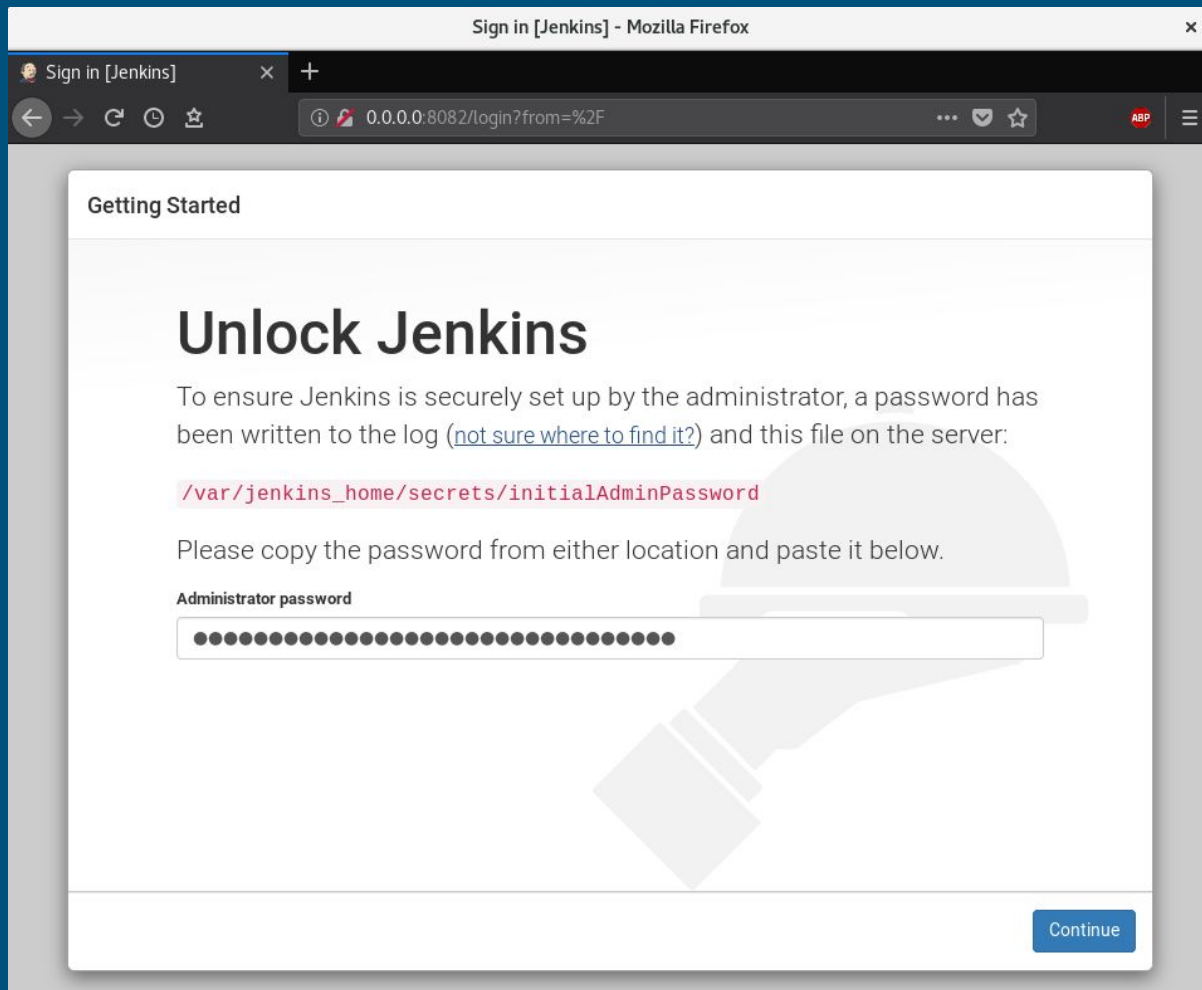 Sign in [Jenkins] - Mozilla Firefox
Sign in [Jenkins]
0.0.0.0:8082/login?from=%2F
ABP
Getting Started
Unlock Jenkins
To ensure Jenkins is securely set up by the administrator, a password has
been written to the log (not sure where to find it?) and this file on the server:
/var/jenkins_home/secrets/initialAdminPassword
Please copy the password from either location and paste it below.
Administrator password
Continue